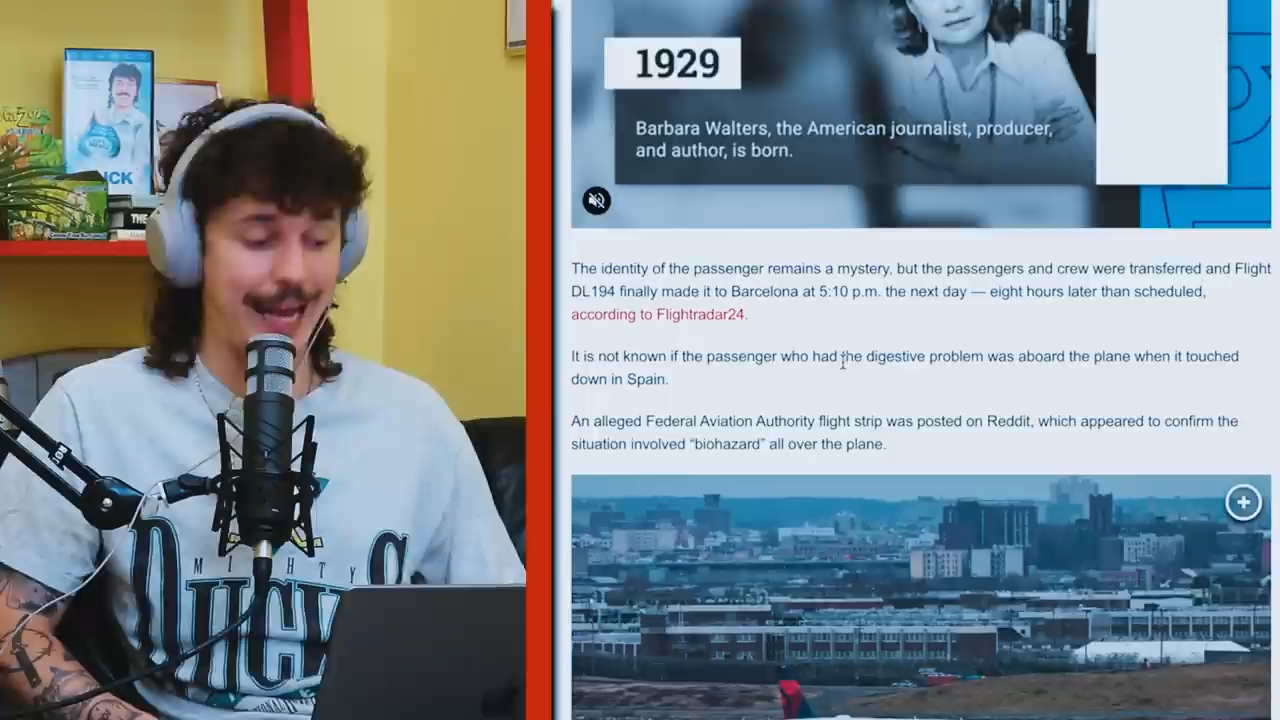 1929
Barbara Walters, the American journalist, producer,
and author, is born.
The identity of the passenger remains a mystery, but the passengers and crew were transferred and Flight
DL194 finally made it to Barcelona at 5:10 p.m. the next day — eight hours later than scheduled,
according to Flightradar24.
It is not known if the passenger who had the digestive problem was aboard the plane when it touched
down in Spain.
An alleged Federal Aviation Authority flight strip was posted on Reddit, which appeared to confirm the
situation involved “biohazard” all over the plane.
THE
MIGHTY
DUCKS